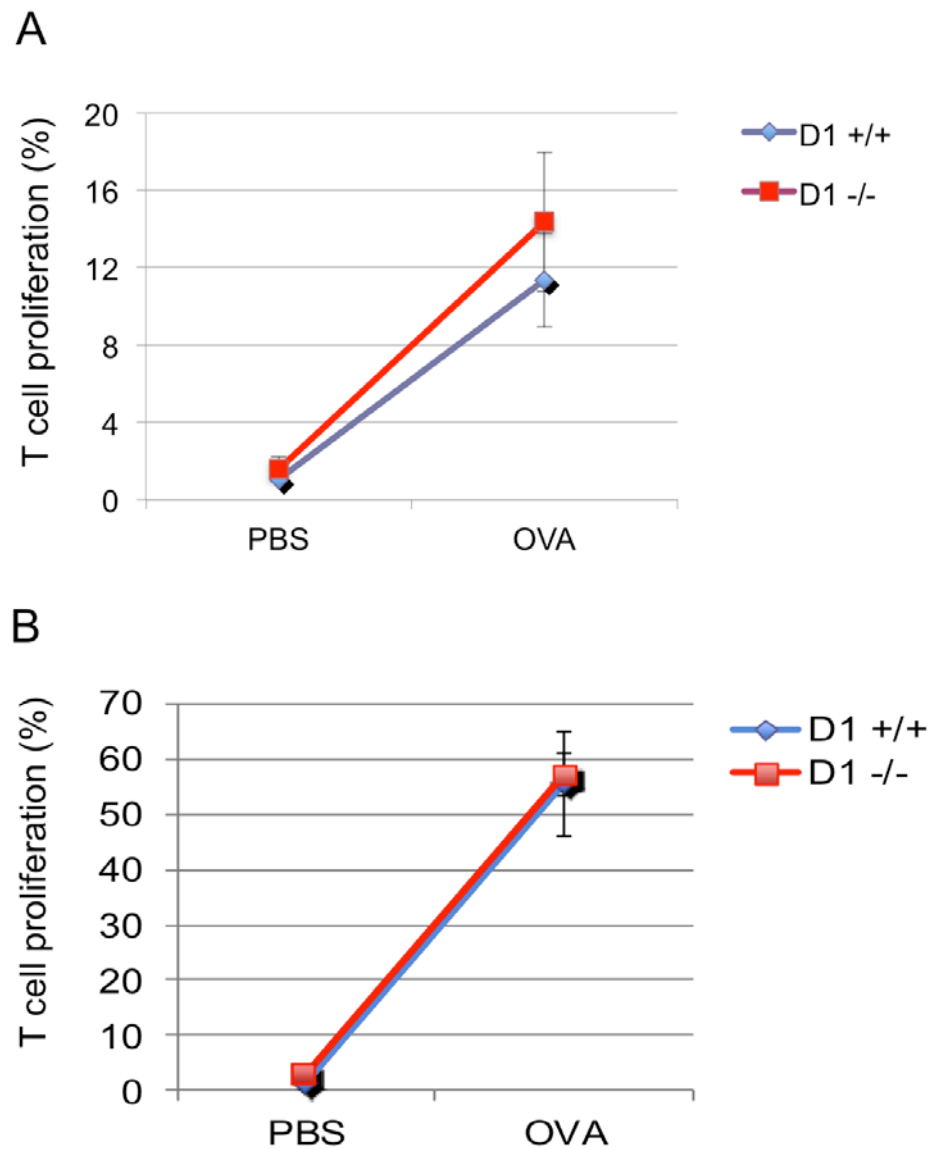 A
T cell proliferation (%)
20
16
12
8
4
0
PBS
OVA
D1 +/+
D1 -/-
B
T cell proliferation (%)
70
60
50
40
30
20
10
0
PBS
OVA
D1 +/+
D1 -/-